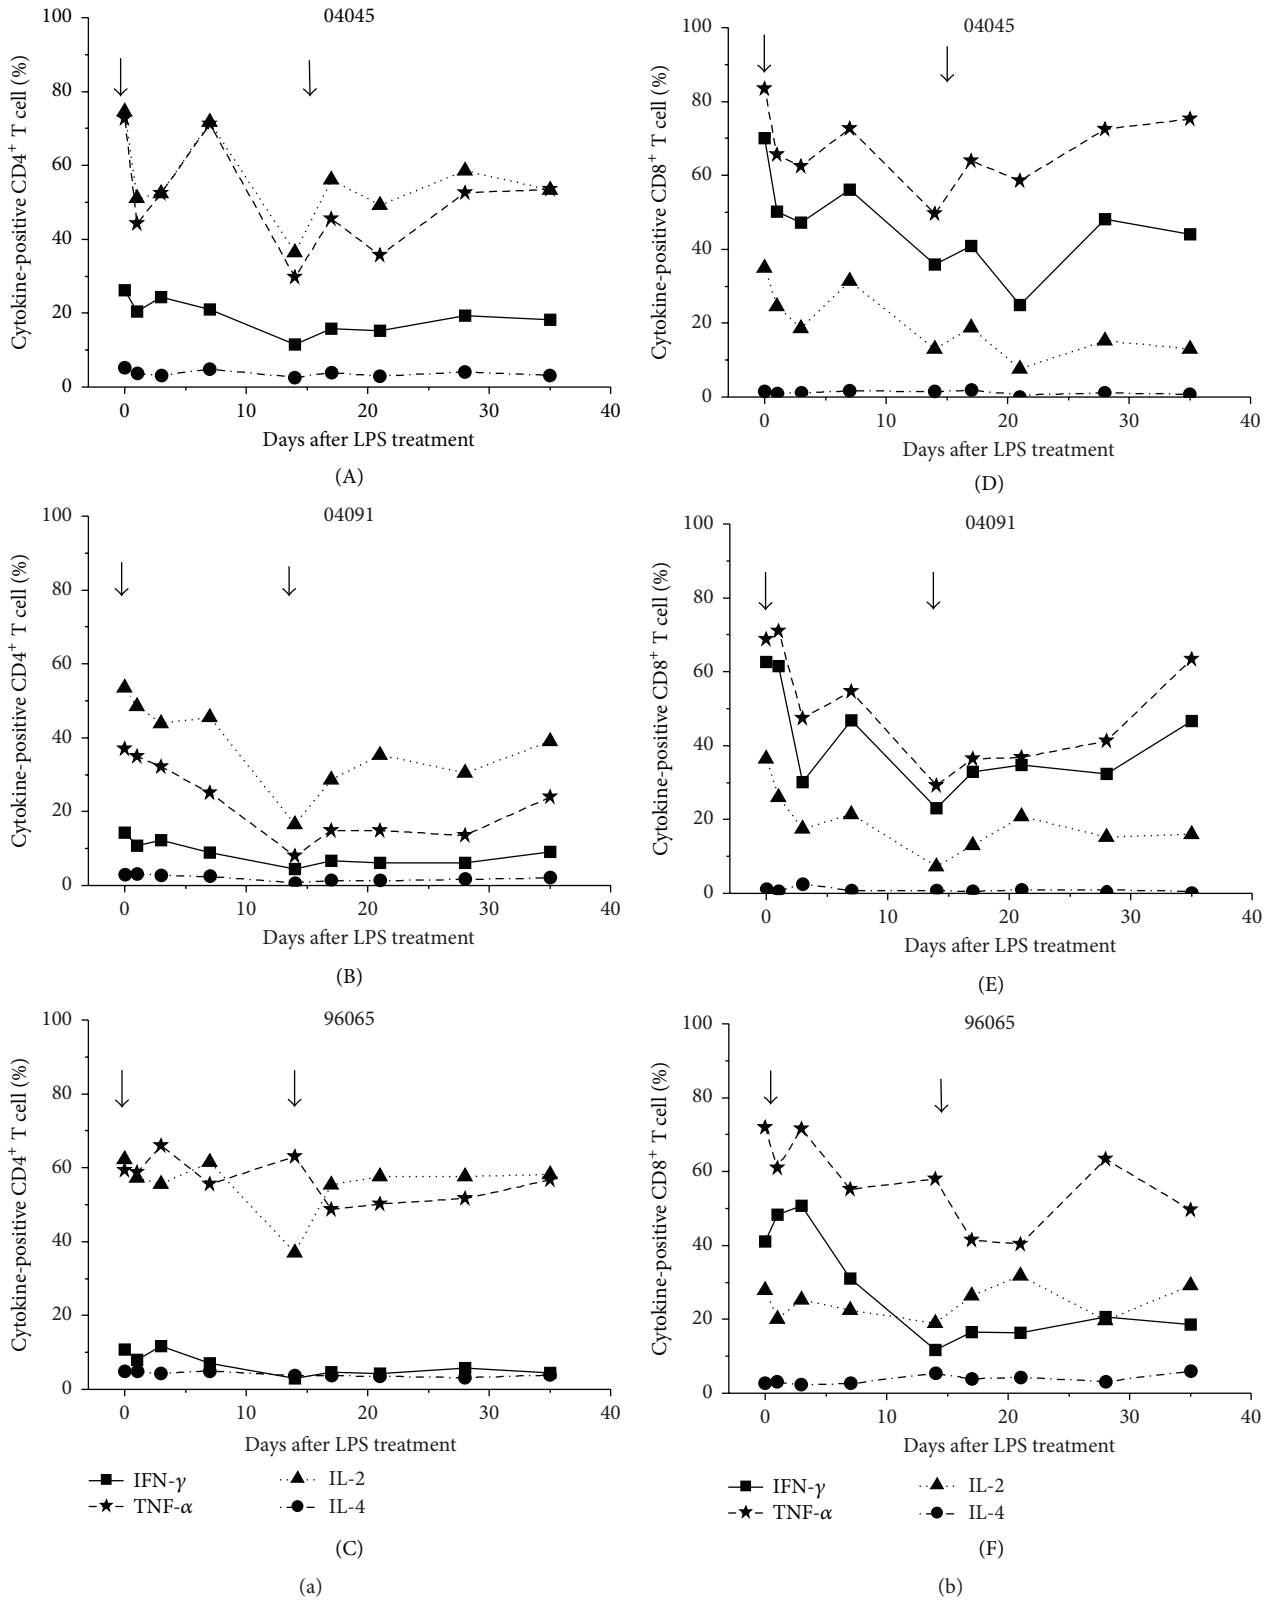 04045
Cytokine-positive CD4+ T cell (%)
100
80
60
40
20
0
0 10 20 30 40
Days after LPS treatment
(A)
04045
Cytokine-positive CD8+ T cell (%)
100
80
60
40
20
0
0 10 20 30 40
Days after LPS treatment
(D)
04091
Cytokine-positive CD4+ T cell (%)
100
80
60
40
20
0
0 10 20 30 40
Days after LPS treatment
(B)
04091
Cytokine-positive CD8+ T cell (%)
100
80
60
40
20
0
0 10 20 30 40
Days after LPS treatment
(E)
96065
Cytokine-positive CD4+ T cell (%)
100
80
60
40
20
0
0 10 20 30 40
Days after LPS treatment
IFN-γ IL-2
TNF-α IL-4
(C)
(a)
96065
Cytokine-positive CD8+ T cell (%)
100
80
60
40
20
0
0 10 20 30 40
Days after LPS treatment
IFN-γ IL-2
TNF-α IL-4
(F)
(b)